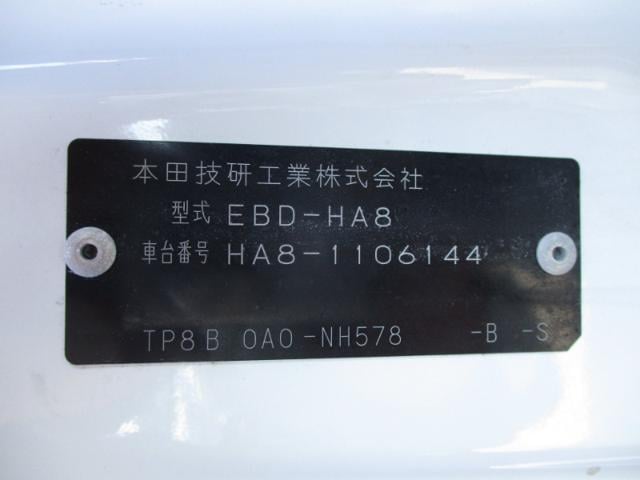 本田技研工業株式会社
型式 EBD-HA8
車台番号 HA8-1106144
TP8B 0A0-NH578 -B -S